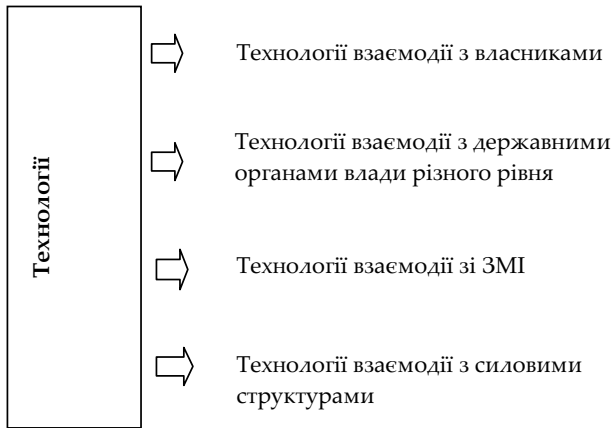 Технології
Технології взаємодії з власниками
Технології взаємодії з державними
органами влади різного рівня
Технології взаємодії зі ЗМІ
Технології взаємодії з силовими
структурами